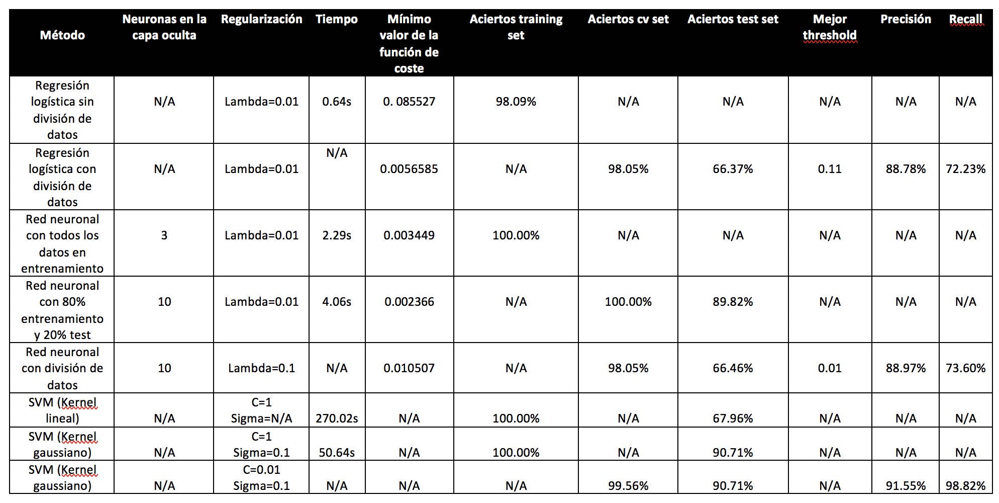 Método
Neuronas en la
capa oculta
Regularización
Tiempo
Mínimo
valor de la
función de
coste
Aciertos training
set
Aciertos cv set
Aciertos test set
Mejor
threshold
Precisión
Recall
Regresión
logística sin
división de
datos
N/A
Lambda=0.01
0.64s
0. 085527
98.09%
N/A
N/A
N/A
N/A
N/A
Regresión
logística con
división de
datos
N/A
Lambda=0.01
N/A
0.0056585
N/A
98.05%
66.37%
0.11
88.78%
72.23%
Red neuronal
con todos los
datos en
entrenamiento
3
Lambda=0.01
2.29s
0.003449
100.00%
N/A
N/A
N/A
N/A
N/A
Red neuronal
con 80%
entrenamiento
y 20% test
10
Lambda=0.01
4.06s
0.002366
N/A
100.00%
89.82%
N/A
N/A
N/A
Red neuronal
con división de
datos
10
Lambda=0.1
N/A
0.010507
N/A
98.05%
66.46%
0.01
88.97%
73.60%
SVM (Kernel
lineal)
N/A
C=1
Sigma=N/A
270.02s
N/A
100.00%
N/A
67.96%
N/A
N/A
N/A
SVM (Kernel
gaussiano)
N/A
C=1
Sigma=0.1
50.64s
N/A
100.00%
N/A
90.71%
N/A
N/A
N/A
SVM (Kernel
gaussiano)
N/A
C=0.01
Sigma=0.1
N/A
N/A
N/A
99.56%
90.71%
N/A
91.55%
98.82%